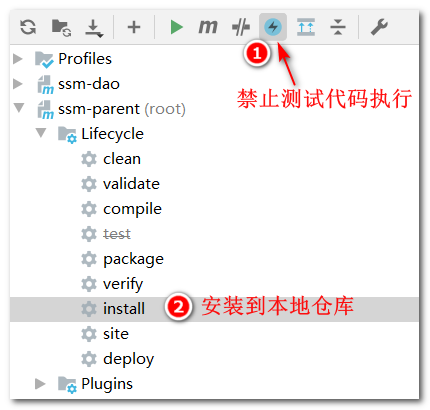 m
1
禁止测试代码执行
Profiles
ssm-dao
ssm-parent (root)
Lifecycle
clean
validate
compile
test
package
verify
install 2 安装到本地仓库
site
deploy
Plugins